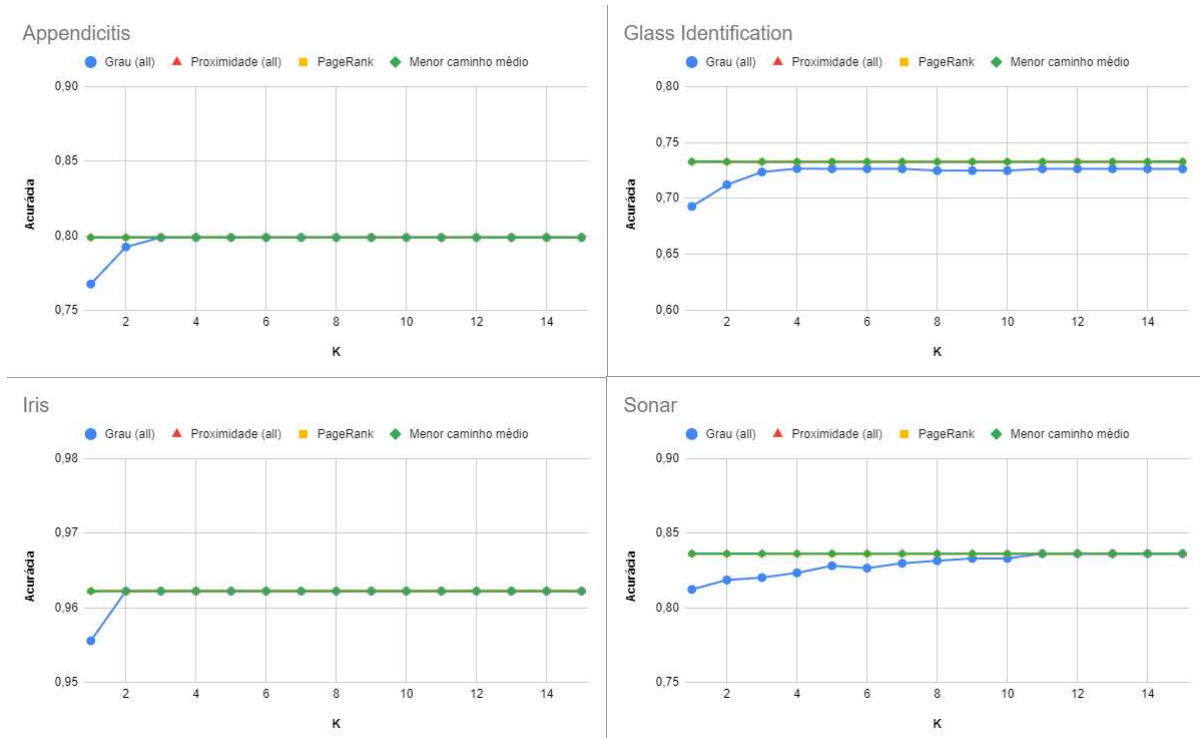 Appendicitis
Grau (all) Proximidade (all) PageRank Menor caminho médio
0,90
0,85
0,80
0,75
Acurácia
2 4 6 8 10 12 14
K
Glass Identification
Grau (all) Proximidade (all) PageRank Menor caminho médio
0,80
0,75
0,70
0,65
0,60
Acurácia
2 4 6 8 10 12 14
K
Iris
Grau (all) Proximidade (all) PageRank Menor caminho médio
0,98
0,97
0,96
0,95
Acurácia
2 4 6 8 10 12 14
K
Sonar
Grau (all) Proximidade (all) PageRank Menor caminho médio
0,90
0,85
0,80
0,75
Acurácia
2 4 6 8 10 12 14
K